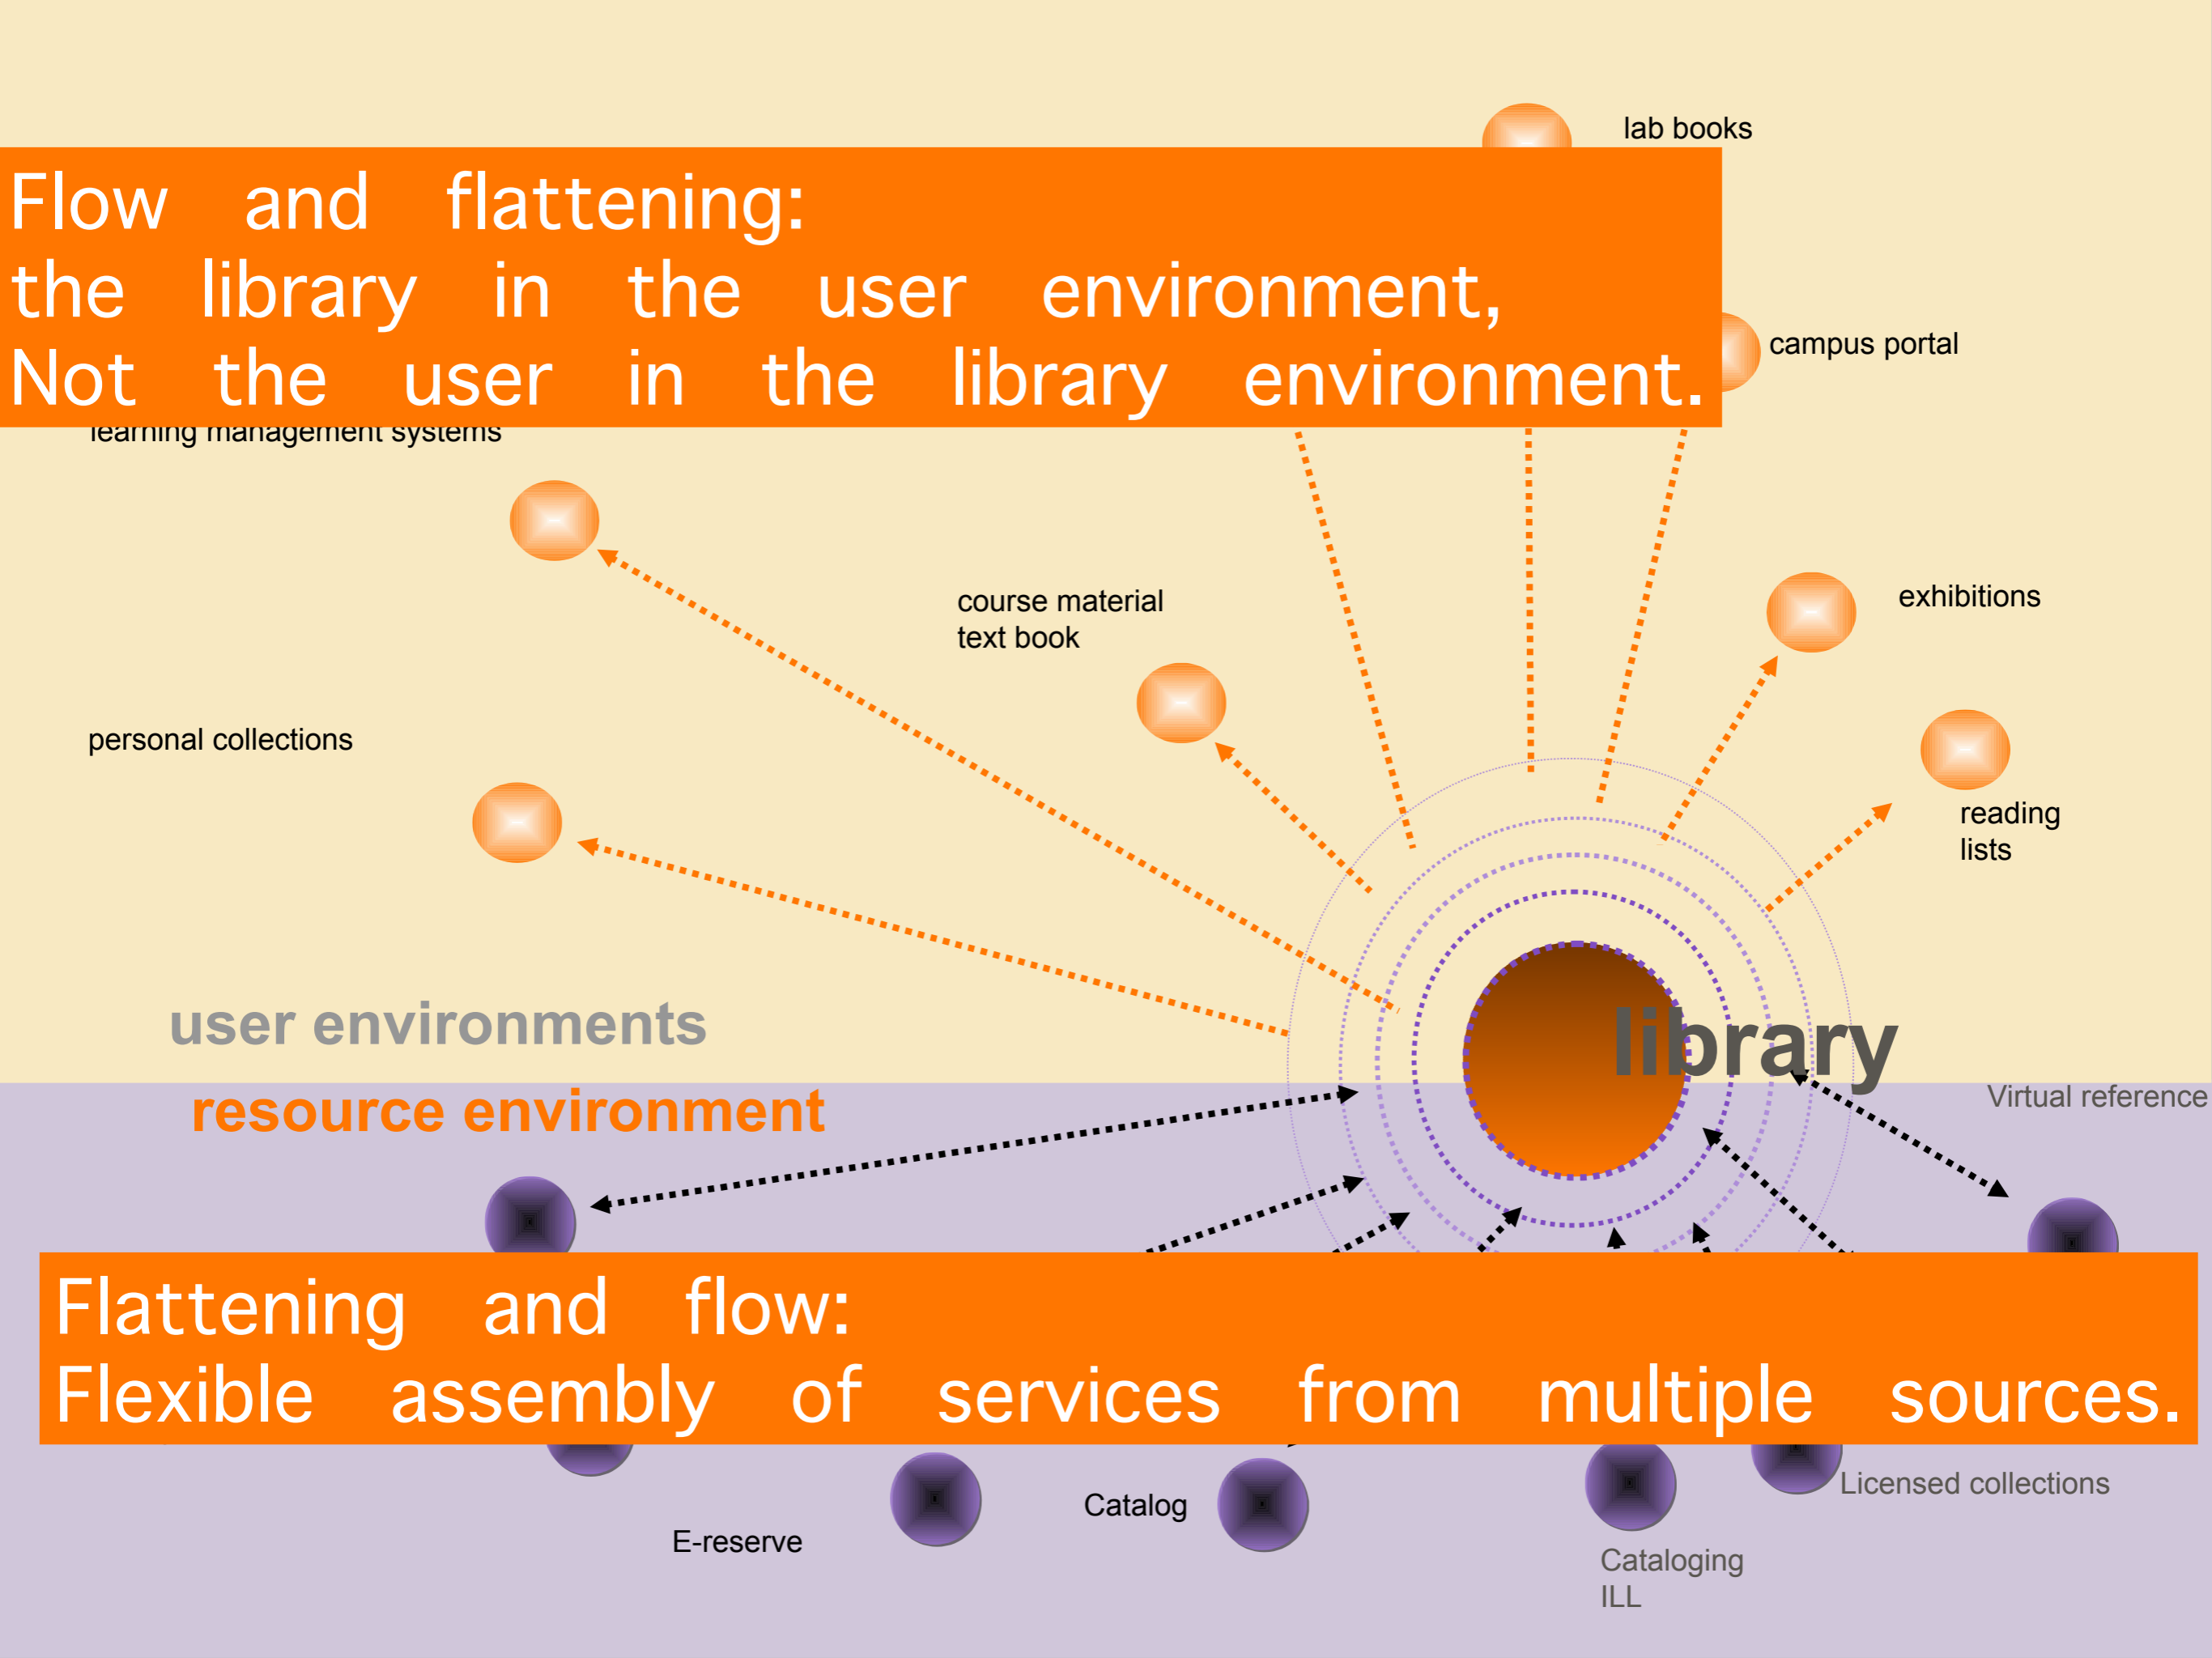 lab books
Flow and flattening:
the library in the user environment,
Not the user in the library environment.
campus portal
learning management systems
course material
text book
exhibitions
personal collections
reading
lists
user environments
library
resource environment
Virtual reference
Flattening and flow:
Flexible assembly of services from multiple sources.
Licensed collections
Catalog
E-reserve
Cataloging
ILL